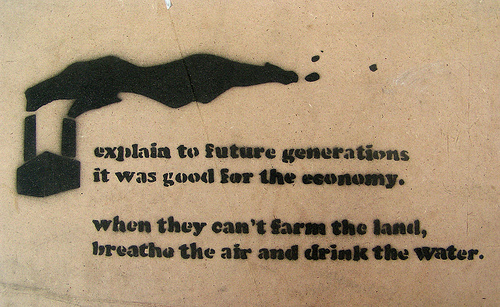 explain to future generations
it was good for the economy.
when they can't farm the land,
breathe the air and drink the water.